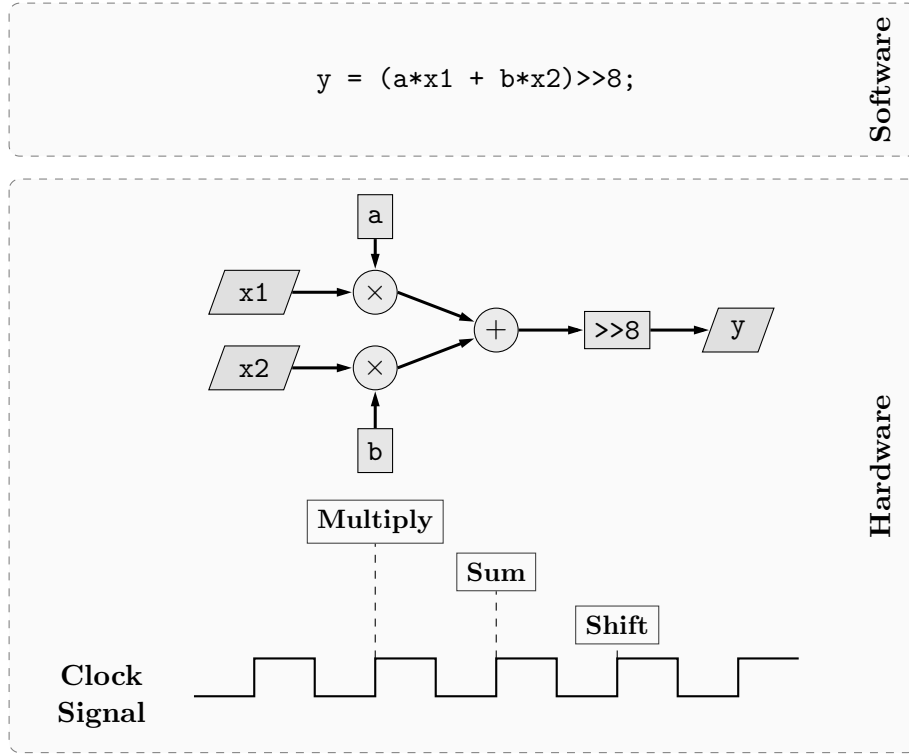 y = (a*x1 + b*x2)>>8;
Software
a
x1
×
+
>>8
y
x2
×
b
Hardware
Multiply
Sum
Shift
Clock
Signal